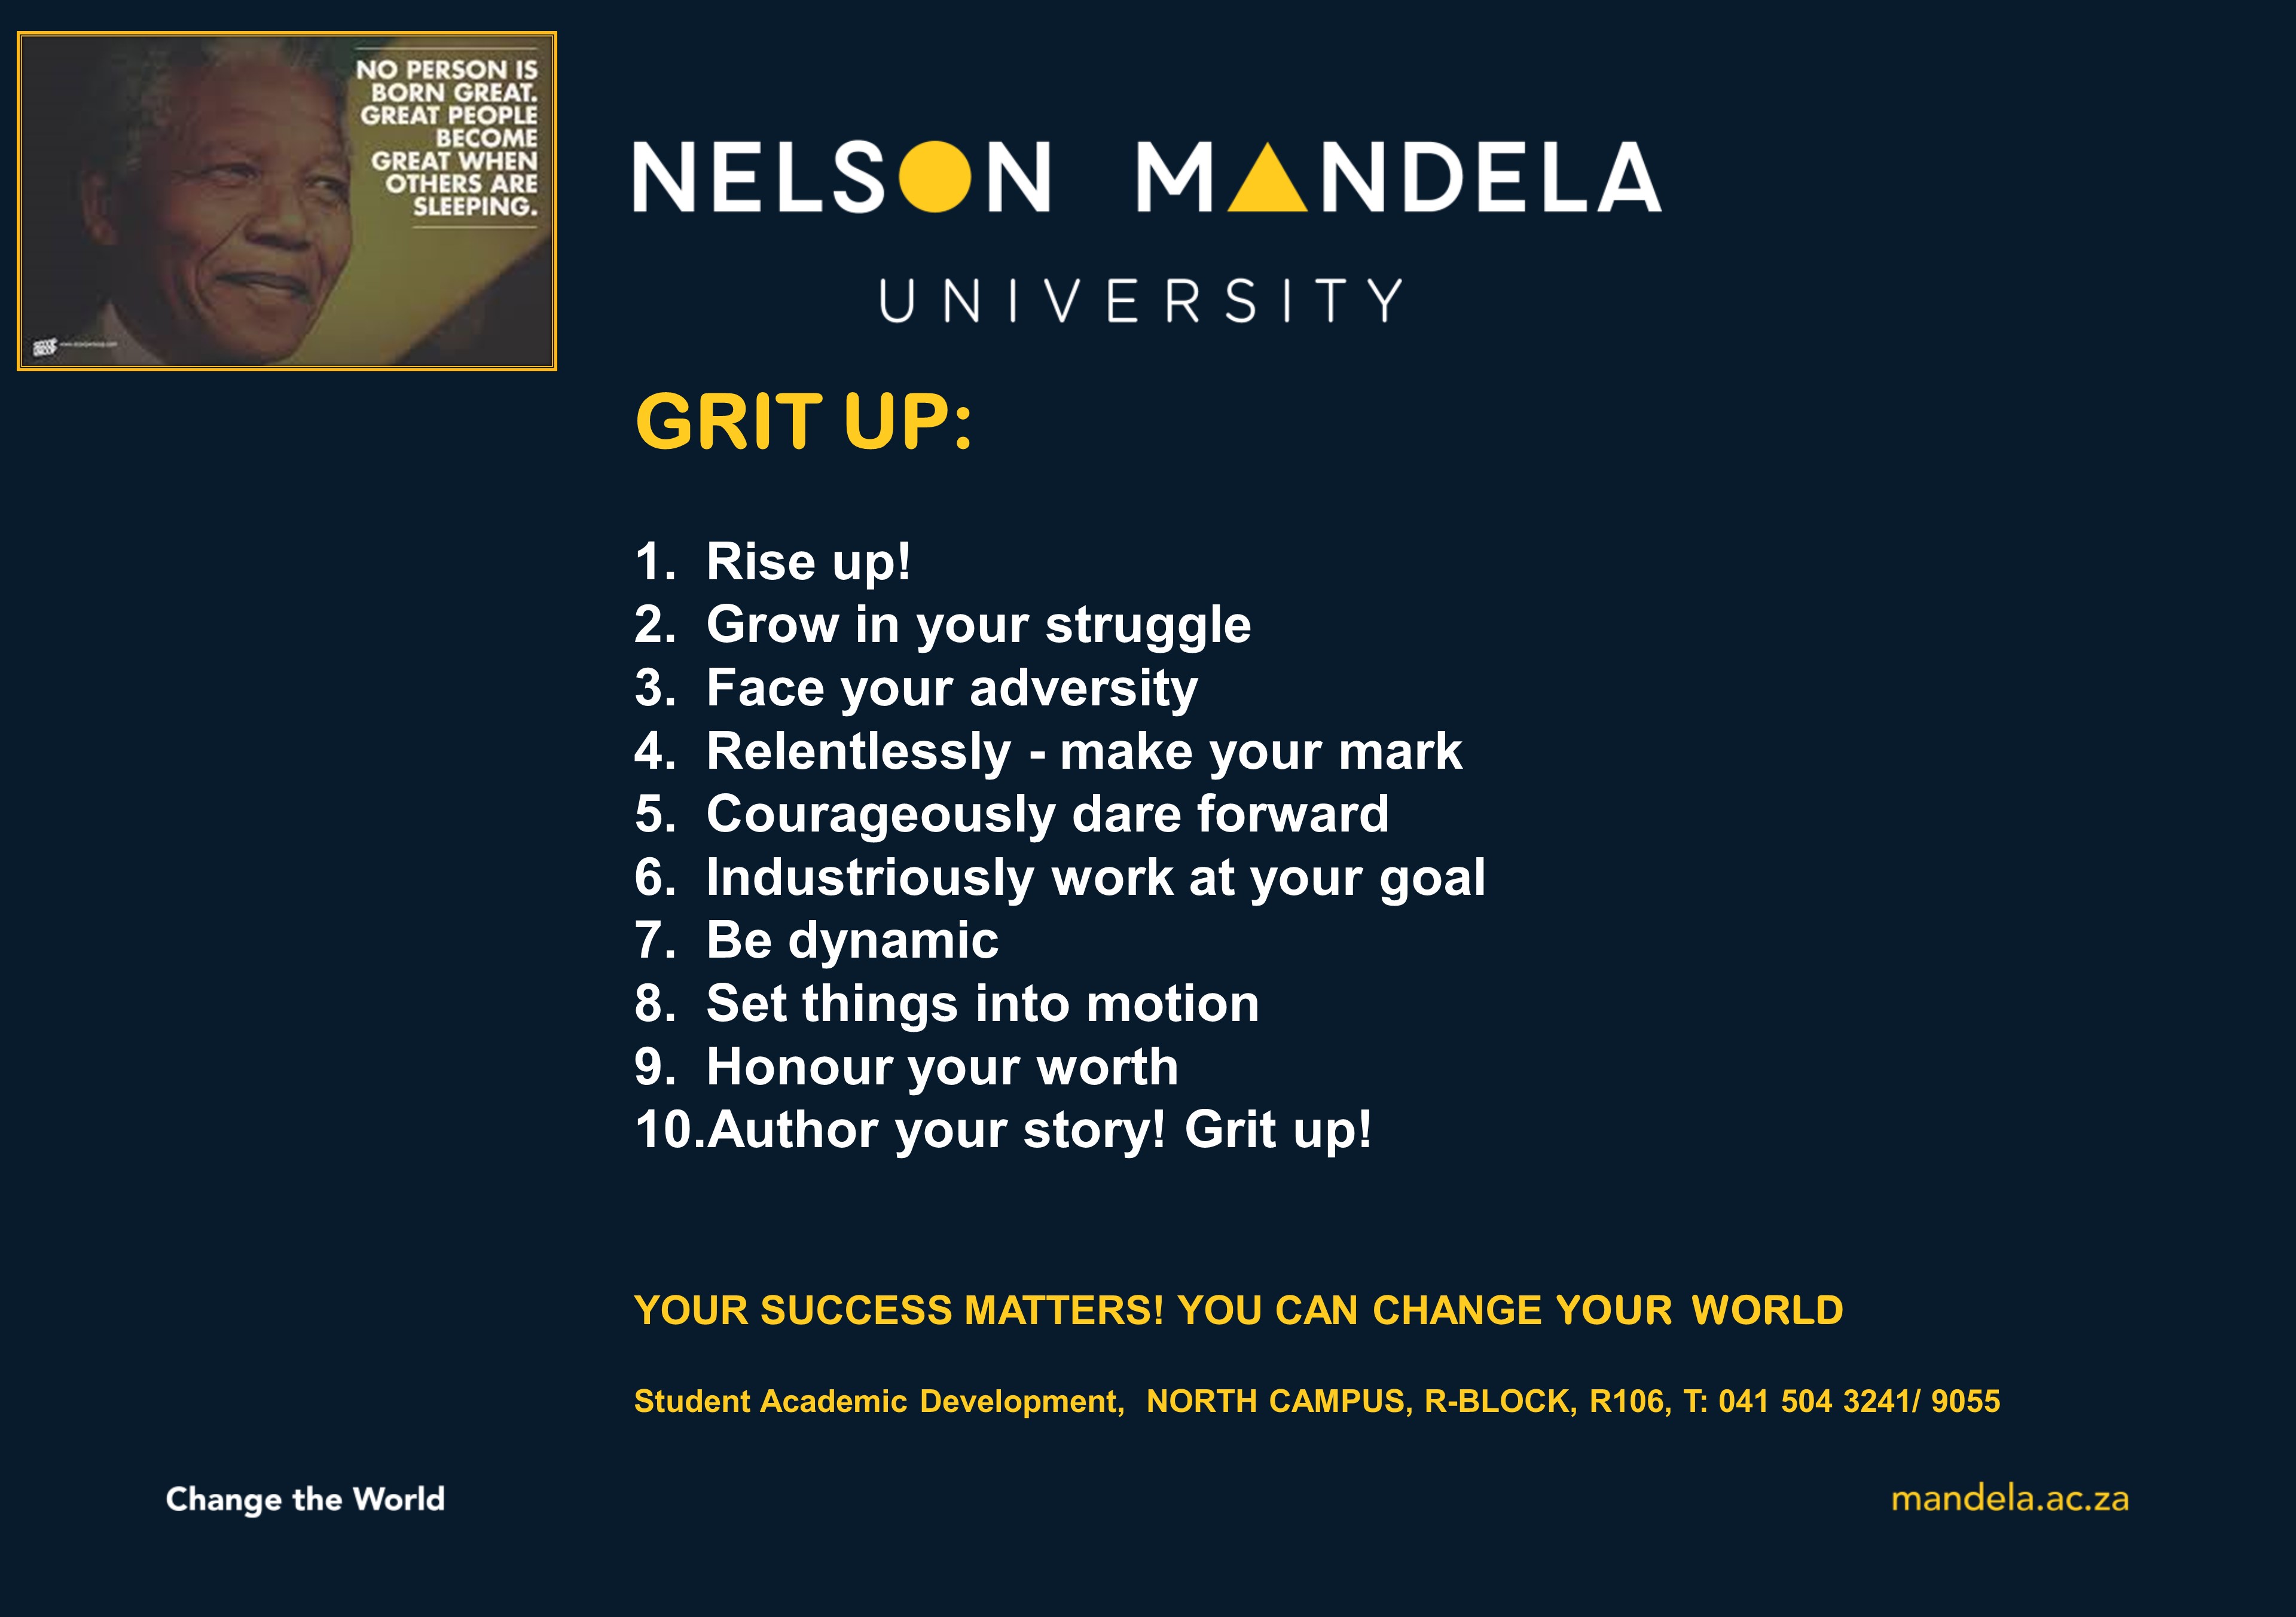 NO PERSON IS
BORN GREAT.
GREAT PEOPLE
BECOME
GREAT WHEN
OTHERS ARE
SLEEPING.
NELSON MANDELA
UNIVERSITY
GRIT UP:
1. Rise up!
2. Grow in your struggle
3. Face your adversity
4. Relentlessly - make your mark
5. Courageously dare forward
6. Industriously work at your goal
7. Be dynamic
8. Set things into motion
9. Honour your worth
10.Author your story! Grit up!
YOUR SUCCESS MATTERS! YOU CAN CHANGE YOUR WORLD
Student Academic Development, NORTH CAMPUS, R-BLOCK, R106, T: 041 504 3241/ 9055
Change the World
mandela.ac.za